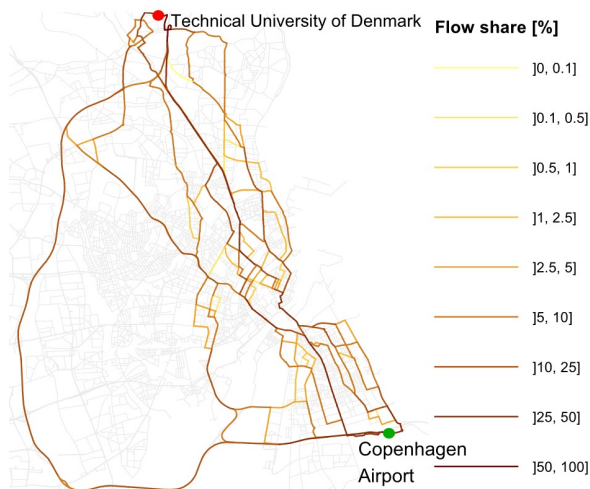 Technical University of Denmark
Flow share [%]
]0, 0.1]
]0.1, 0.5]
]0.5, 1]
]1, 2.5]
]2.5, 5]
]5, 10]
]10, 25]
]25, 50]
]50, 100]
Copenhagen
Airport